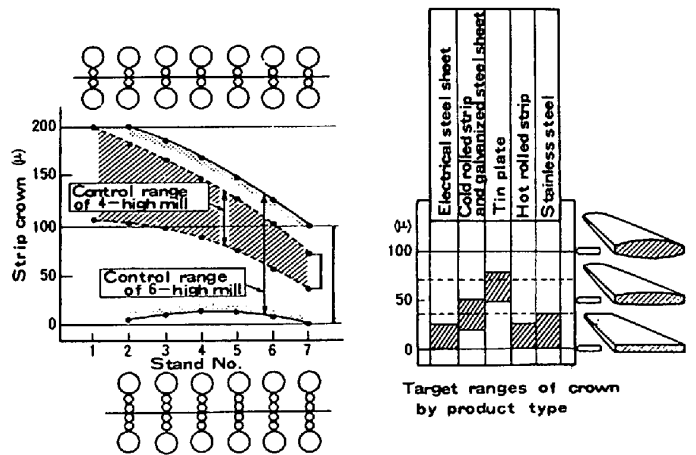 Strip crown (μ)
200
150
100
50
0
Control range
of 4-high mill
Control range
of 6-high mill
1 2 3 4 5 6 7
Stand No.
Electrical steel sheet
Cold rolled strip
and galvanized steel sheet
Tin plate
Hot rolled strip
Stainless steel
(μ)
100
50
0
Target ranges of crown
by product type